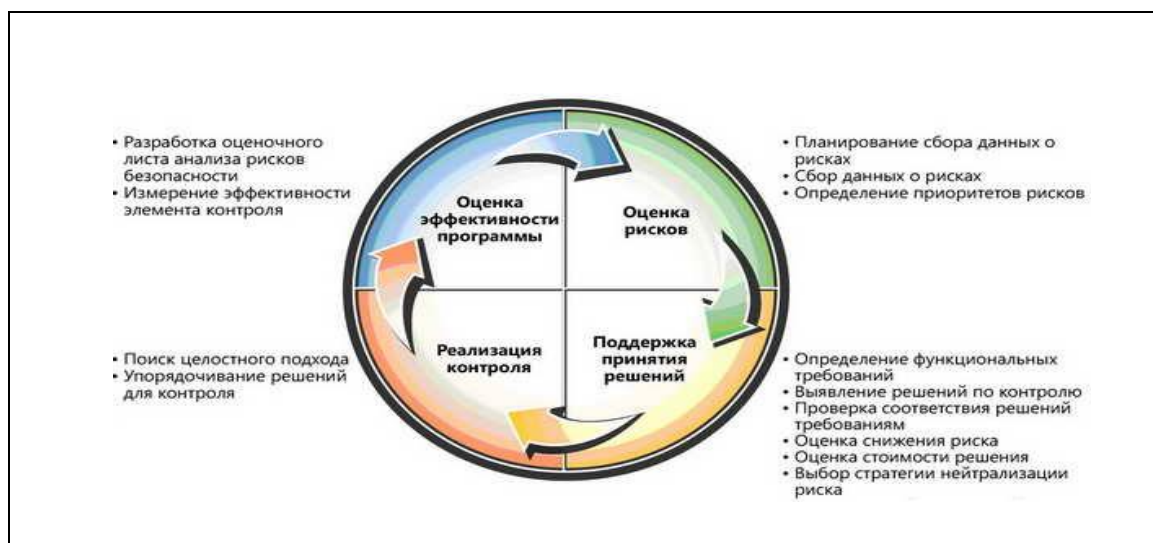 • Разработка оценочного
листа анализа рисков
безопасности
• Измерение эффективности
элемента контроля
Оценка
эффективности
программы
Оценка
рисков
• Планирование сбора данных о
рисках
• Сбор данных о рисках
• Определение приоритетов рисков
• Поиск целостного подхода
• Упорядочивание решений
для контроля
Реализация
контроля
Поддержка
принятия
решений
• Определение функциональных
требований
• Выявление решений по контролю
• Проверка соответствия решений
требованиям
• Оценка снижения риска
• Оценка стоимости решения
• Выбор стратегии нейтрализации
риска